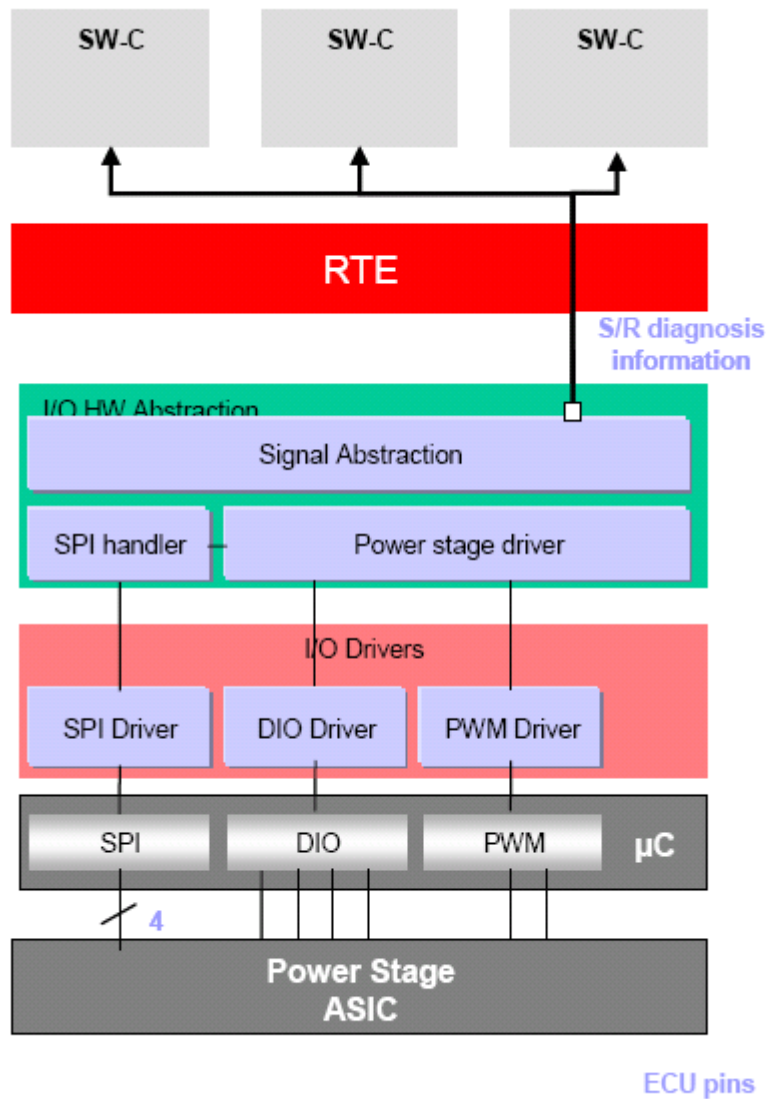 SW-C
SW-C
SW-C
RTE
S/R diagnosis
information
I/O HW Abstraction
Signal Abstraction
SPI handler
Power stage driver
I/O Drivers
SPI Driver
DIO Driver
PWM Driver
SPI
DIO
PWM
µC
4
Power Stage
ASIC
ECU pins